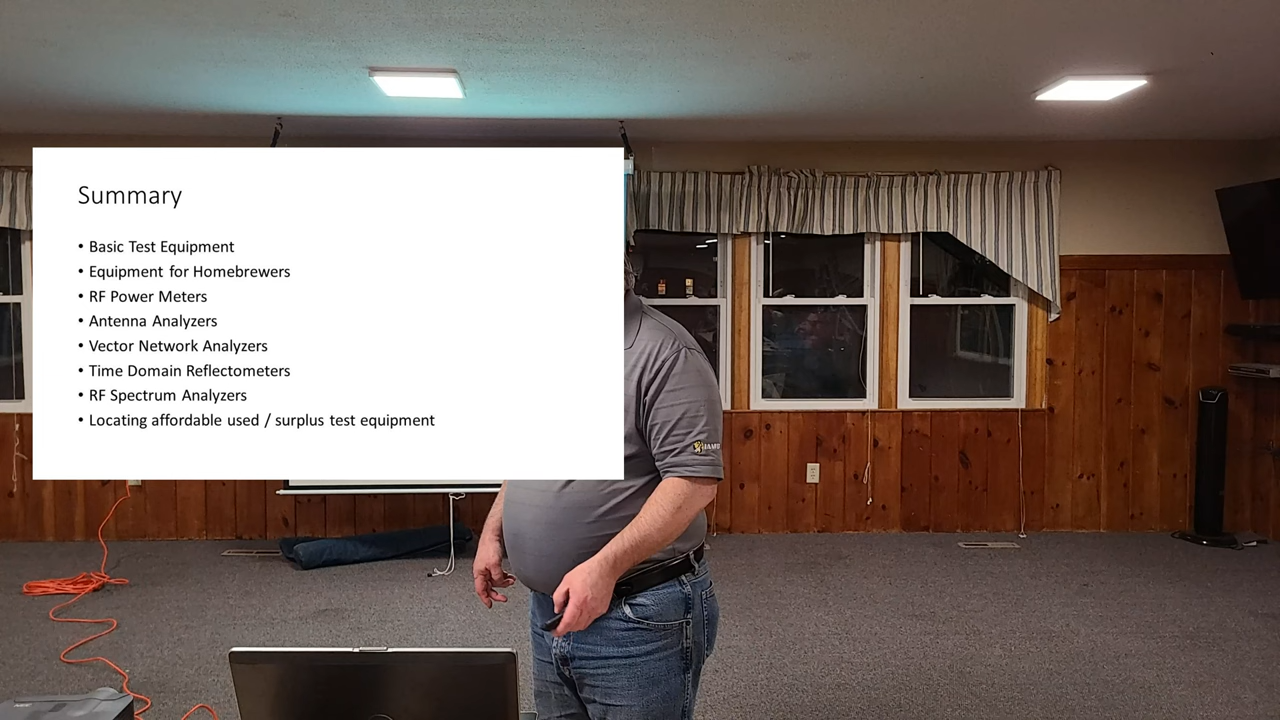 Summary
• Basic Test Equipment
• Equipment for Homebrewers
• RF Power Meters
• Antenna Analyzers
• Vector Network Analyzers
• Time Domain Reflectometers
• RF Spectrum Analyzers
• Locating affordable used / surplus test equipment